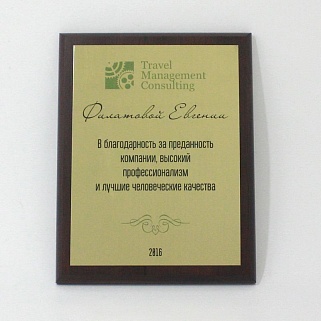 Travel
Management
Consulting
Филатовой Евгении
В благодарность за преданность
компании, высокий
профессионализм
и лучшие человеческие качества
2016